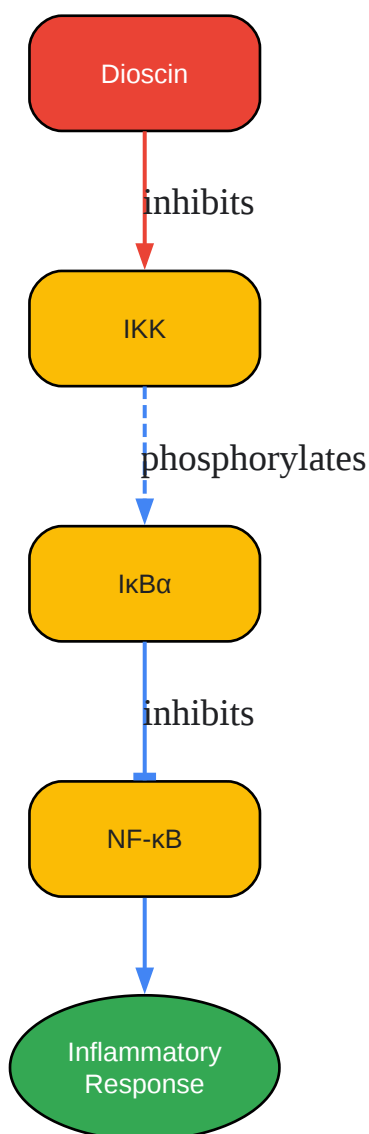 Dioscin
inhibits
IKK
phosphorylates
IκBα
inhibits
NF-κB
Inflammatory
Response